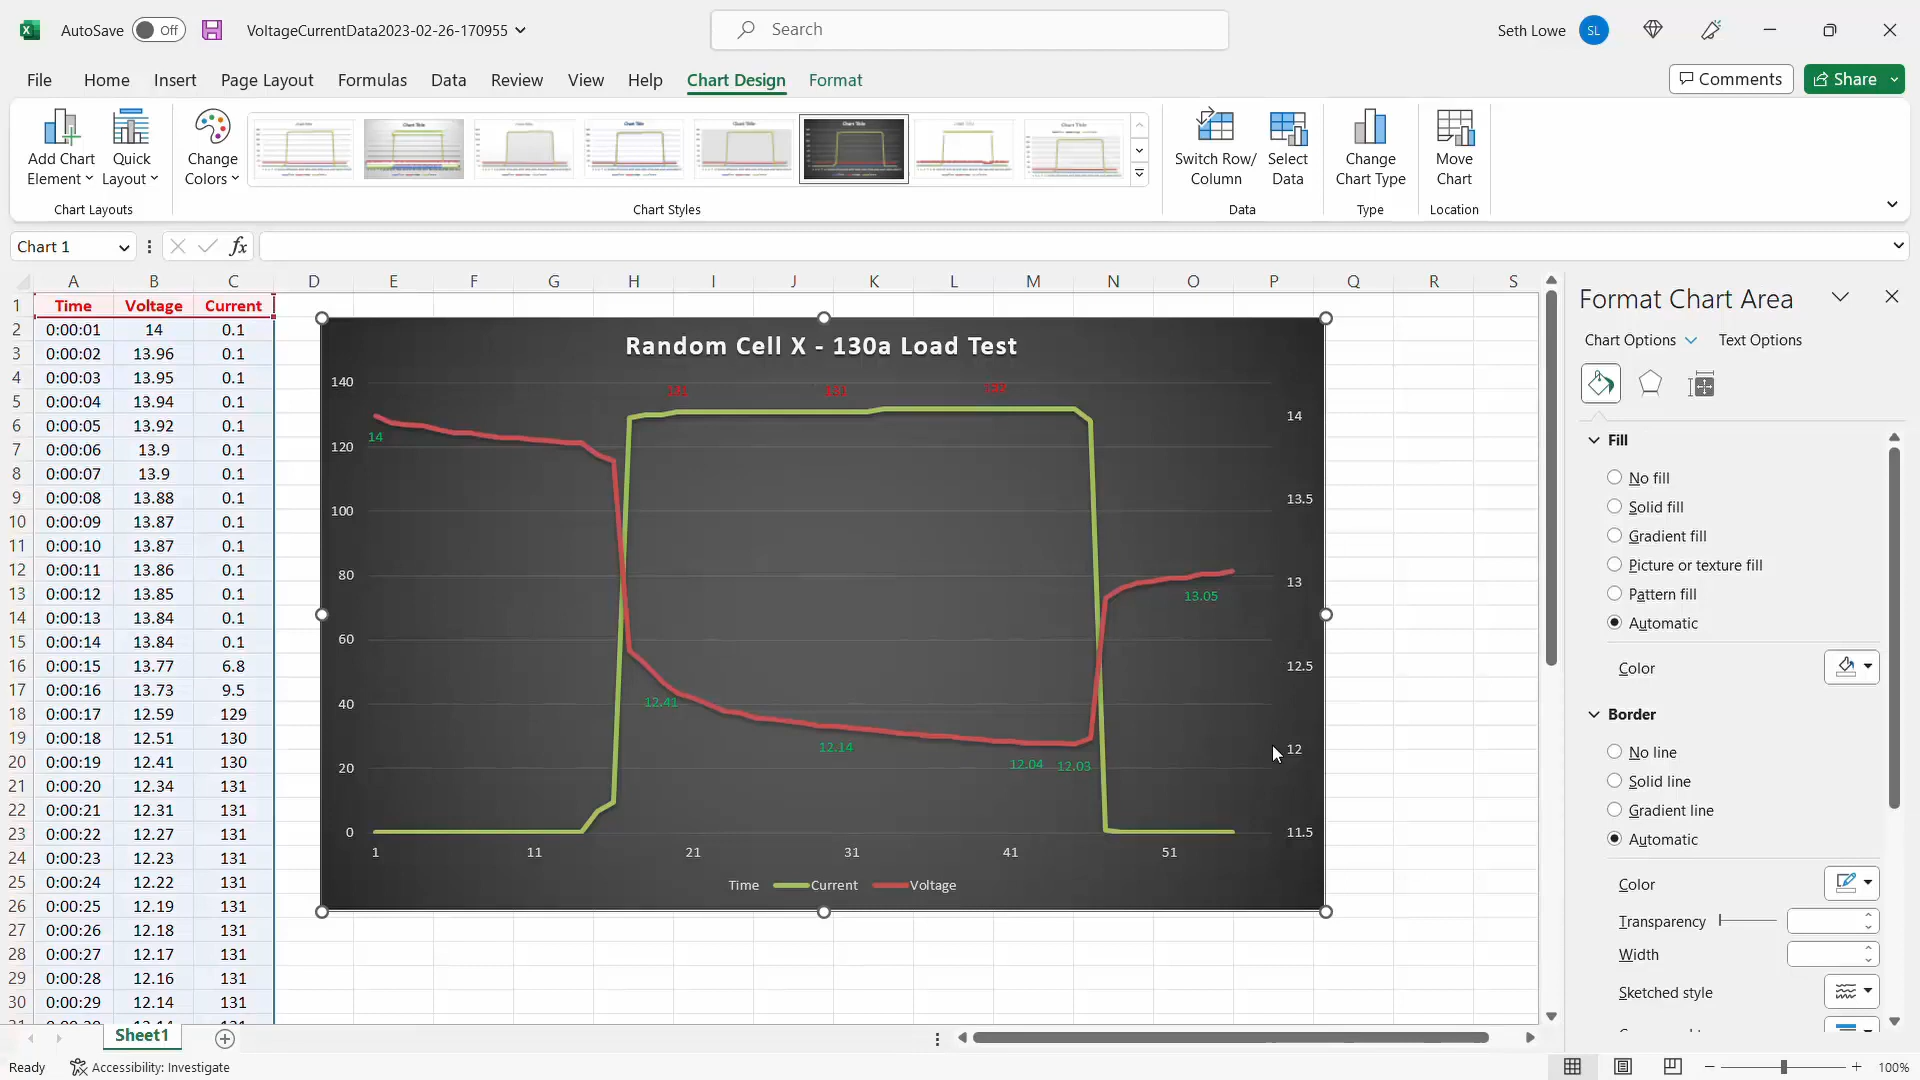 AutoSave Off VoltageCurrentData2023-02-26-170955 Search Seth Lowe SL
File Home Insert Page Layout Formulas Data Review View Help Chart Design Format Comments Share
Add Chart Element Quick Layout Change Colors Switch Row/Column Select Data Change Chart Type Move Chart
Chart Layouts Chart Styles Data Type Location
Chart 1 fx
A B C D E F G H I J K L M N O P Q R S
1 Time Voltage Current
2 0:00:01 14 0.1
3 0:00:02 13.96 0.1
4 0:00:03 13.95 0.1
5 0:00:04 13.94 0.1
6 0:00:05 13.92 0.1
7 0:00:06 13.9 0.1
8 0:00:07 13.9 0.1
9 0:00:08 13.88 0.1
10 0:00:09 13.87 0.1
11 0:00:10 13.87 0.1
12 0:00:11 13.86 0.1
13 0:00:12 13.85 0.1
14 0:00:13 13.84 0.1
15 0:00:14 13.84 0.1
16 0:00:15 13.77 6.8
17 0:00:16 13.73 9.5
18 0:00:17 12.59 129
19 0:00:18 12.51 130
20 0:00:19 12.41 130
21 0:00:20 12.34 131
22 0:00:21 12.31 131
23 0:00:22 12.27 131
24 0:00:23 12.23 131
25 0:00:24 12.22 131
26 0:00:25 12.19 131
27 0:00:26 12.18 131
28 0:00:27 12.17 131
29 0:00:28 12.16 131
30 0:00:29 12.14 131
Random Cell X - 130a Load Test
140
131 131 132
14
14
120
13.5
100
80
13
13.05
60
12.5
40
12.41
12.14
12
12.04 12.03
20
0
11.5
1 11 21 31 41 51
Time Current Voltage
Format Chart Area
Chart Options Text Options
Fill
No fill
Solid fill
Gradient fill
Picture or texture fill
Pattern fill
Automatic
Color
Border
No line
Solid line
Gradient line
Automatic
Color
Transparency
Width
Sketched style
Sheet1
Ready Accessibility: Investigate 100%